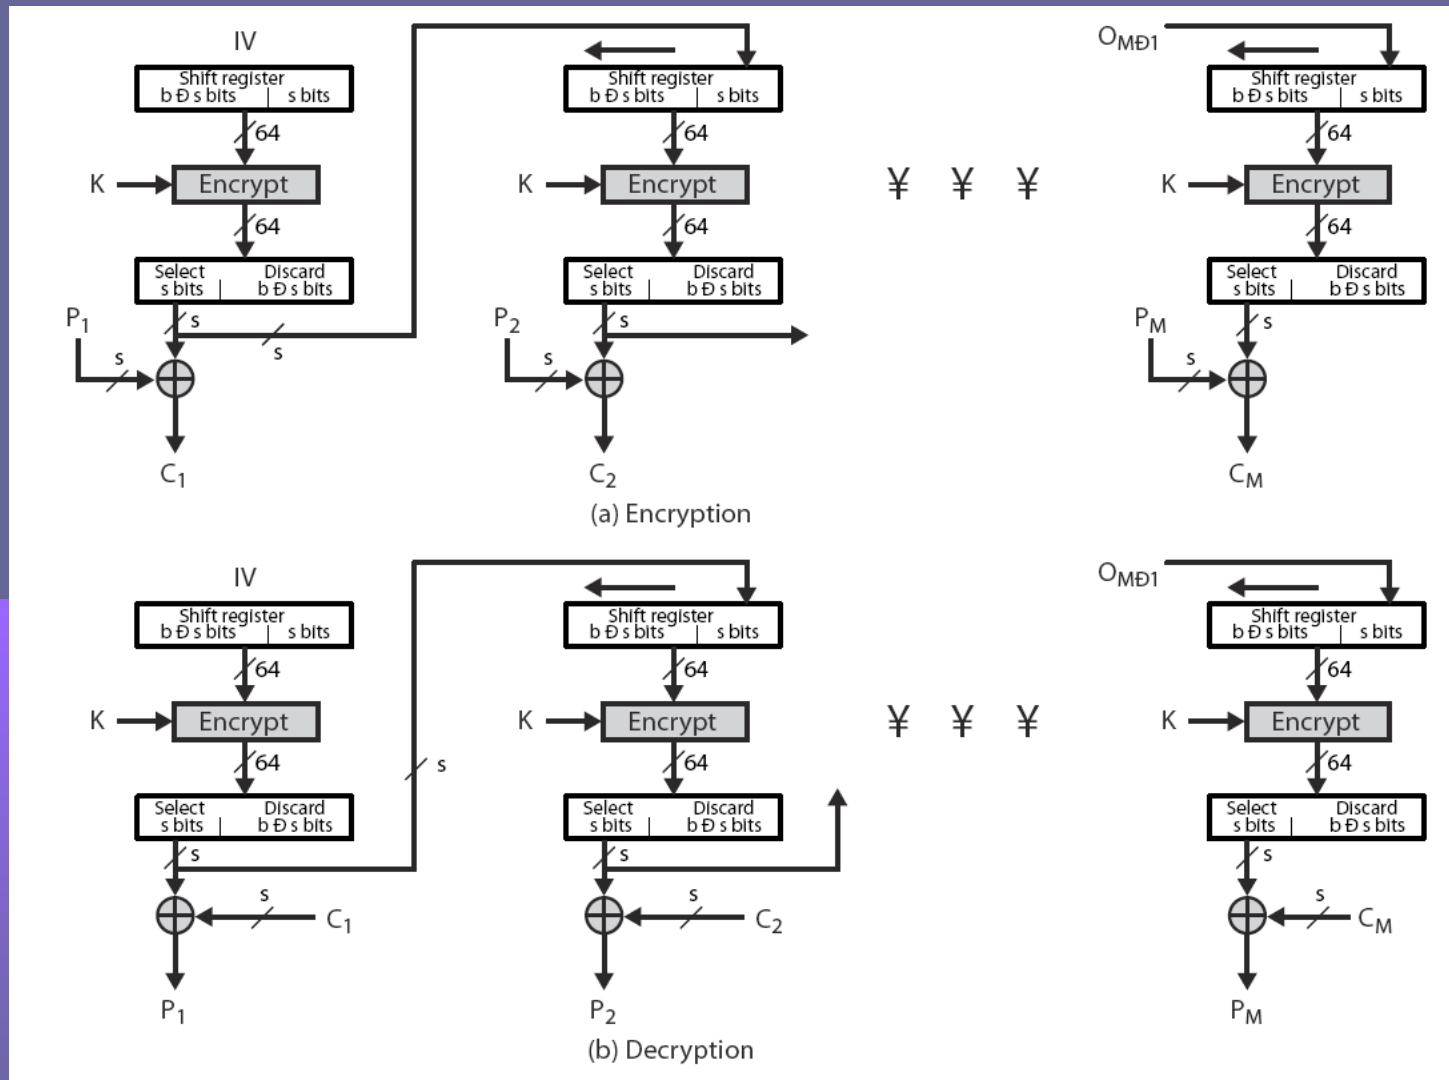 IV
O_MÐ1
Shift register
b Ð s bits | s bits
Shift register
b Ð s bits | s bits
Shift register
b Ð s bits | s bits
64
64
64
K
Encrypt
K
Encrypt
¥ ¥ ¥
K
Encrypt
64
64
64
Select Discard
s bits | b Ð s bits
Select Discard
s bits | b Ð s bits
Select Discard
s bits | b Ð s bits
P1
s
s
s
P2
s
s
PM
s
s
C1
C2
CM
(a) Encryption
IV
O_MÐ1
Shift register
b Ð s bits | s bits
Shift register
b Ð s bits | s bits
Shift register
b Ð s bits | s bits
64
64
64
K
Encrypt
K
Encrypt
¥ ¥ ¥
K
Encrypt
64
s
64
64
Select Discard
s bits | b Ð s bits
Select Discard
s bits | b Ð s bits
Select Discard
s bits | b Ð s bits
s
s
s
s
C1
s
C2
s
CM
P1
P2
PM
(b) Decryption